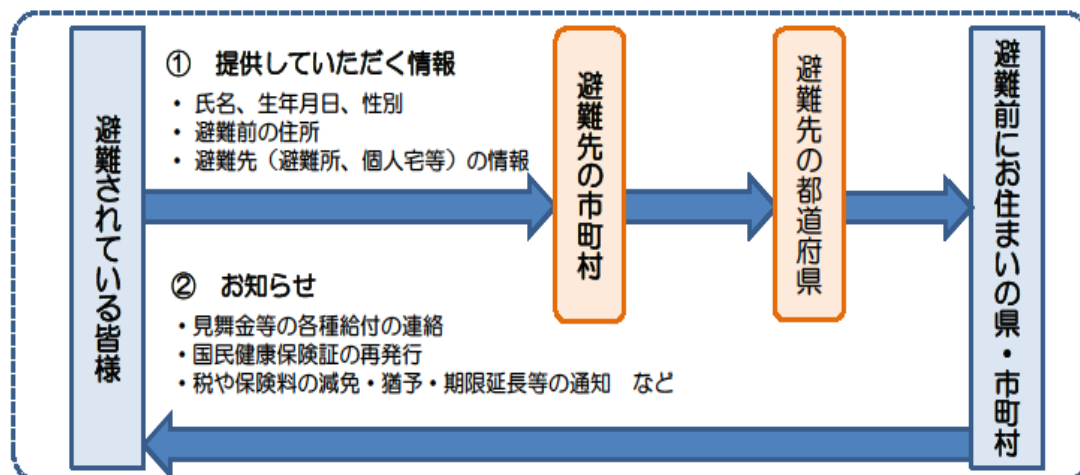 避難されている皆様
① 提供していただく情報
・ 氏名、生年月日、性別
・ 避難前の住所
・ 避難先（避難所、個人宅等）の情報
避難先の市町村
避難先の都道府県
避難前にお住まいの県・市町村
② お知らせ
・見舞金等の各種給付の連絡
・国民健康保険証の再発行
・税や保険料の減免・猶予・期限延長等の通知　など